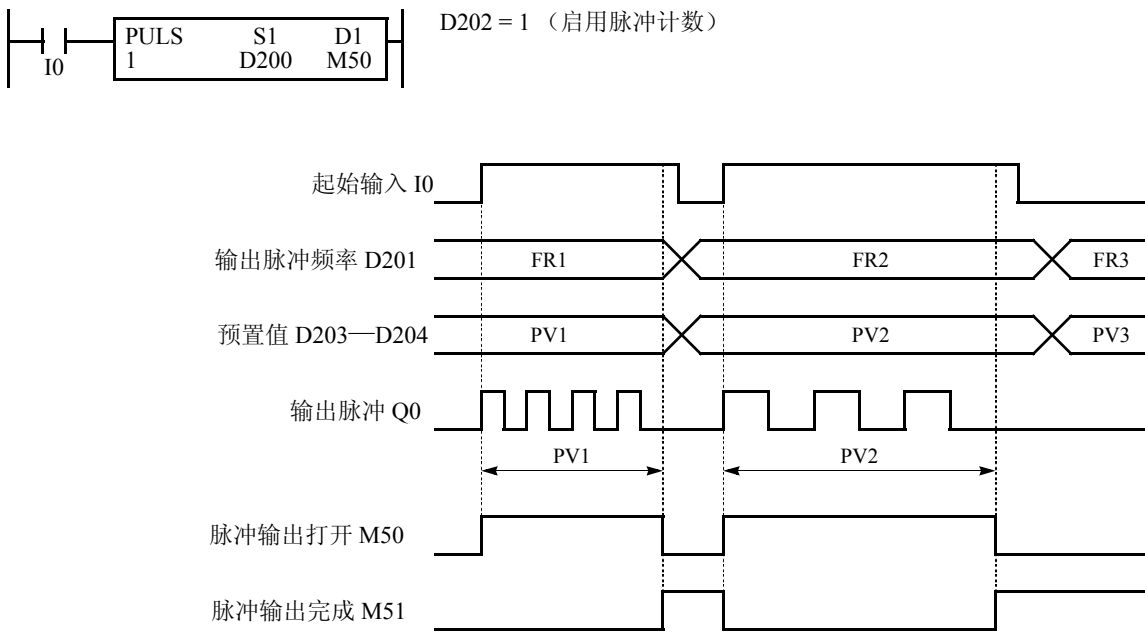 D202 = 1 （启用脉冲计数）
PULS S1 D1
1 D200 M50
I0
起始输入 I0
输出脉冲频率 D201 FR1 FR2 FR3
预置值 D203—D204 PV1 PV2 PV3
输出脉冲 Q0
PV1 PV2
脉冲输出打开 M50
脉冲输出完成 M51